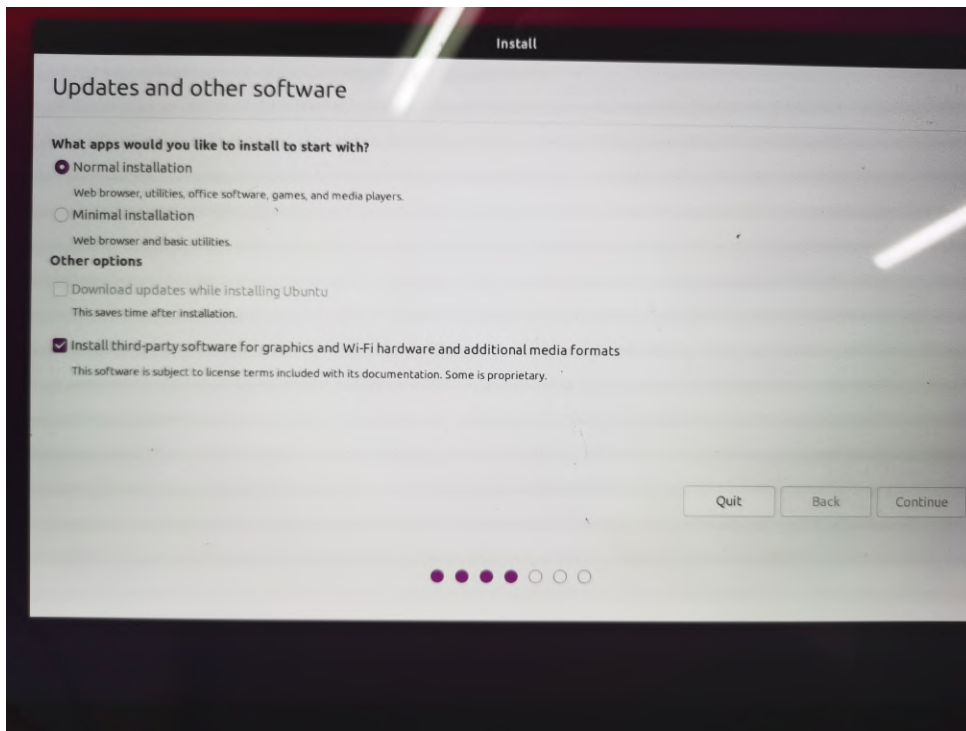 Install
Updates and other software
What apps would you like to install to start with?
Normal installation
Web browser, utilities, office software, games, and media players.
Minimal installation
Web browser and basic utilities.
Other options
Download updates while installing Ubuntu
This saves time after installation.
Install third-party software for graphics and Wi-Fi hardware and additional media formats
This software is subject to license terms included with its documentation. Some is proprietary.
Quit Back Continue